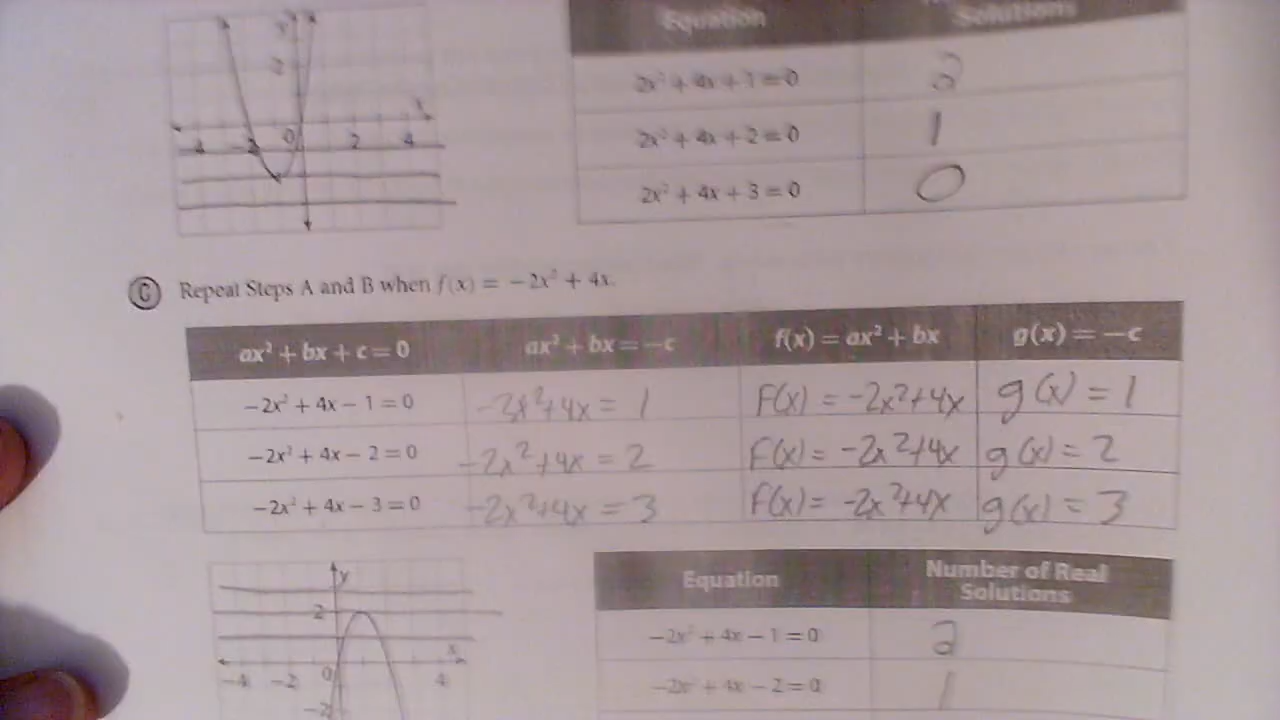 y
2
x
-4 -2 0 2 4
Equation
Solutions
2x² + 4x + 1 = 0 2
2x² + 4x + 2 = 0 1
2x² + 4x + 3 = 0 0
C Repeat Steps A and B when f(x) = −2x² + 4x.
ax² + bx + c = 0 ax² + bx = −c f(x) = ax² + bx g(x) = −c
−2x² + 4x − 1 = 0 -2x²+4x = 1 F(x) = -2x²+4x g(x) = 1
−2x² + 4x − 2 = 0 -2x²+4x = 2 F(x) = -2x²+4x g(x) = 2
−2x² + 4x − 3 = 0 -2x²+4x = 3 F(x) = -2x²+4x g(x) = 3
y
2
x
-4 -2 0 4
-2
Equation Number of Real
Solutions
−2x² + 4x − 1 = 0 2
−2x² + 4x − 2 = 0 1